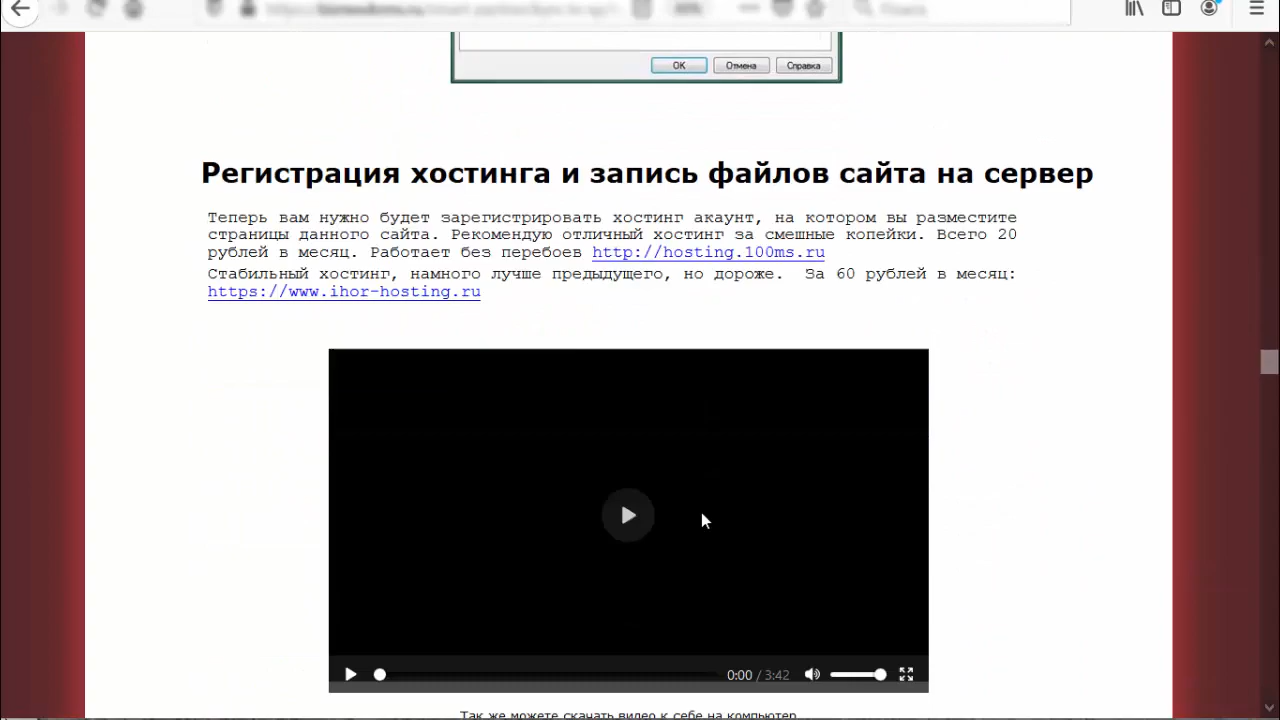 OK Отмена Справка
Регистрация хостинга и запись файлов сайта на сервер
Теперь вам нужно будет зарегистрировать хостинг акаунт, на котором вы разместите
страницы данного сайта. Рекомендую отличный хостинг за смешные копейки. Всего 20
рублей в месяц. Работает без перебоев http://hosting.100ms.ru
Стабильный хостинг, намного лучше предыдущего, но дороже. За 60 рублей в месяц:
https://www.ihor-hosting.ru
0:00 / 3:42
Так же можете скачать видео к себе на компьютер